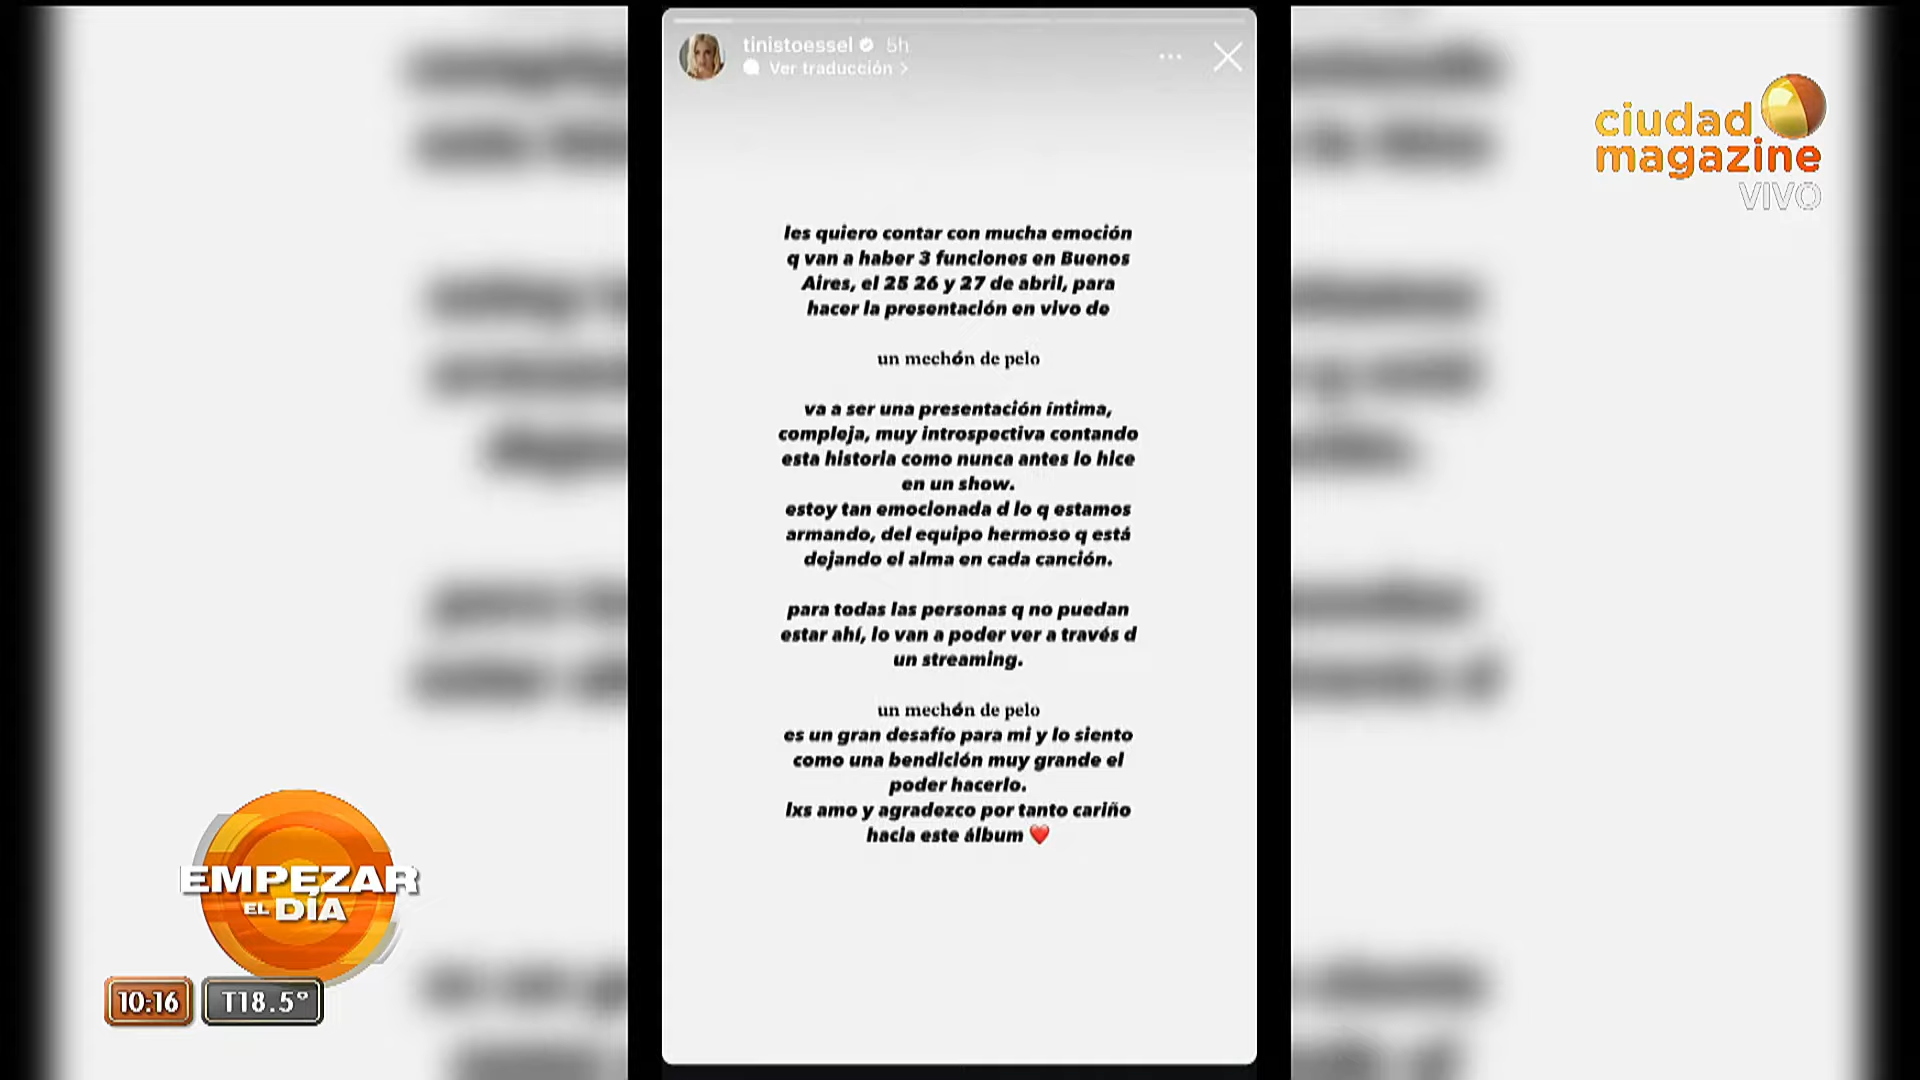 tinistoessel 5h
Ver traducción >
ciudad
magazine
VIVO
les quiero contar con mucha emoción
q van a haber 3 funciones en Buenos
Aires, el 25 26 y 27 de abril, para
hacer la presentación en vivo de
un mechón de pelo
va a ser una presentación íntima,
compleja, muy introspectiva contando
esta historia como nunca antes lo hice
en un show.
estoy tan emocionada d lo q estamos
armando, del equipo hermoso q está
dejando el alma en cada canción.
para todas las personas q no puedan
estar ahí, lo van a poder ver a través d
un streaming.
un mechón de pelo
es un gran desafío para mi y lo siento
como una bendición muy grande el
poder hacerlo.
lxs amo y agradezco por tanto cariño
hacia este álbum ❤️
EMPEZAR
EL DÍA
10:16 T18.5°